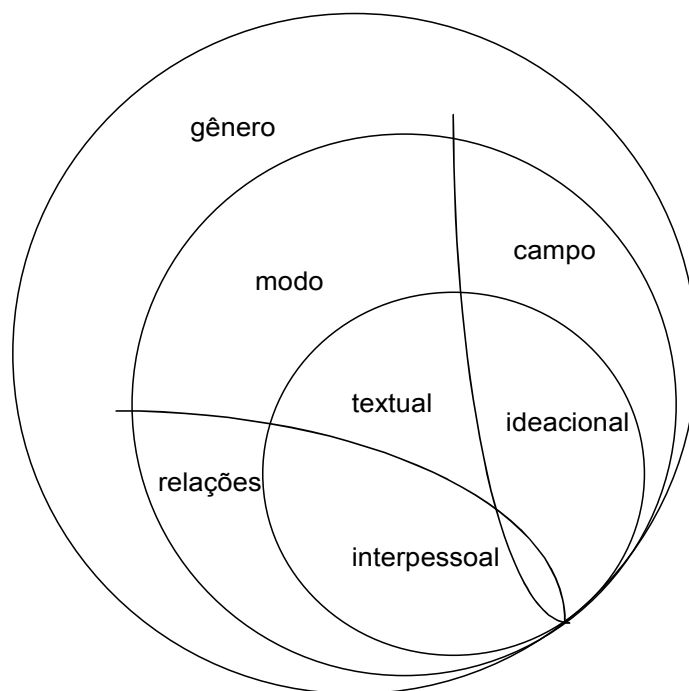 gênero
campo
modo
textual
ideacional
relações
interpessoal